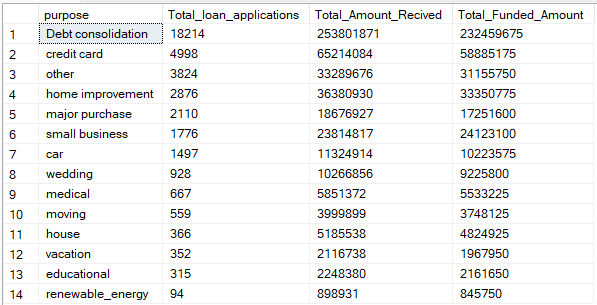 purpose Total_loan_applications Total_Amount_Recived Total_Funded_Amount
1 Debt consolidation 18214 253801871 232459675
2 credit card 4998 65214084 58885175
3 other 3824 33289676 31155750
4 home improvement 2876 36380930 33350775
5 major purchase 2110 18676927 17251600
6 small business 1776 23814817 24123100
7 car 1497 11324914 10223575
8 wedding 928 10266856 9225800
9 medical 667 5851372 5533225
10 moving 559 3999899 3748125
11 house 366 5185538 4824925
12 vacation 352 2116738 1967950
13 educational 315 2248380 2161650
14 renewable_energy 94 898931 845750